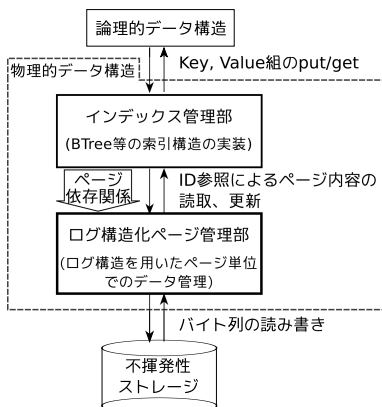 論理的データ構造
Key, Value組のput/get
物理的データ構造
インデックス管理部
(BTree等の索引構造の実装)
ページ
依存関係
ID参照によるページ内容の
読取、更新
ログ構造化ページ管理部
(ログ構造を用いたページ単位
でのデータ管理)
バイト列の読み書き
不揮発性
ストレージ